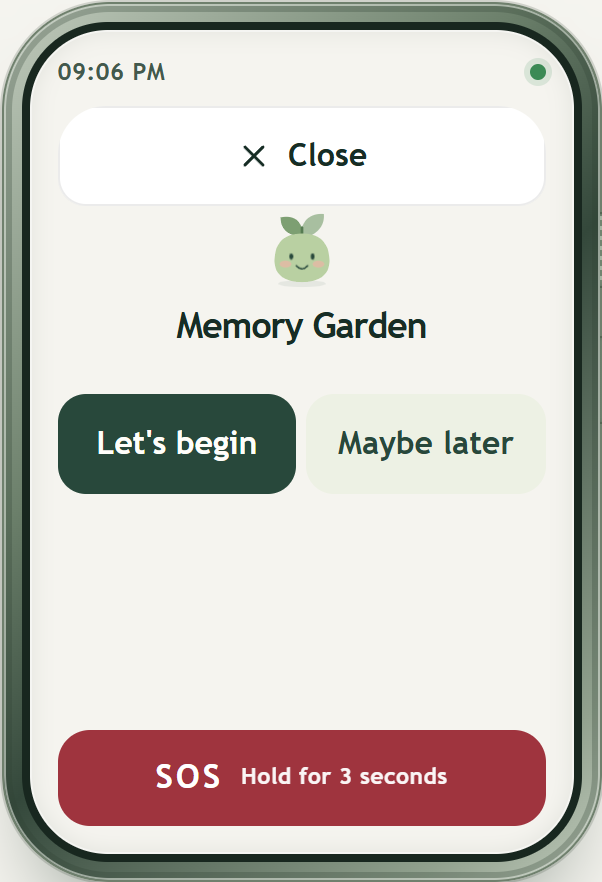 09:06 PM
Close
Memory Garden
Let's begin
Maybe later
SOS Hold for 3 seconds